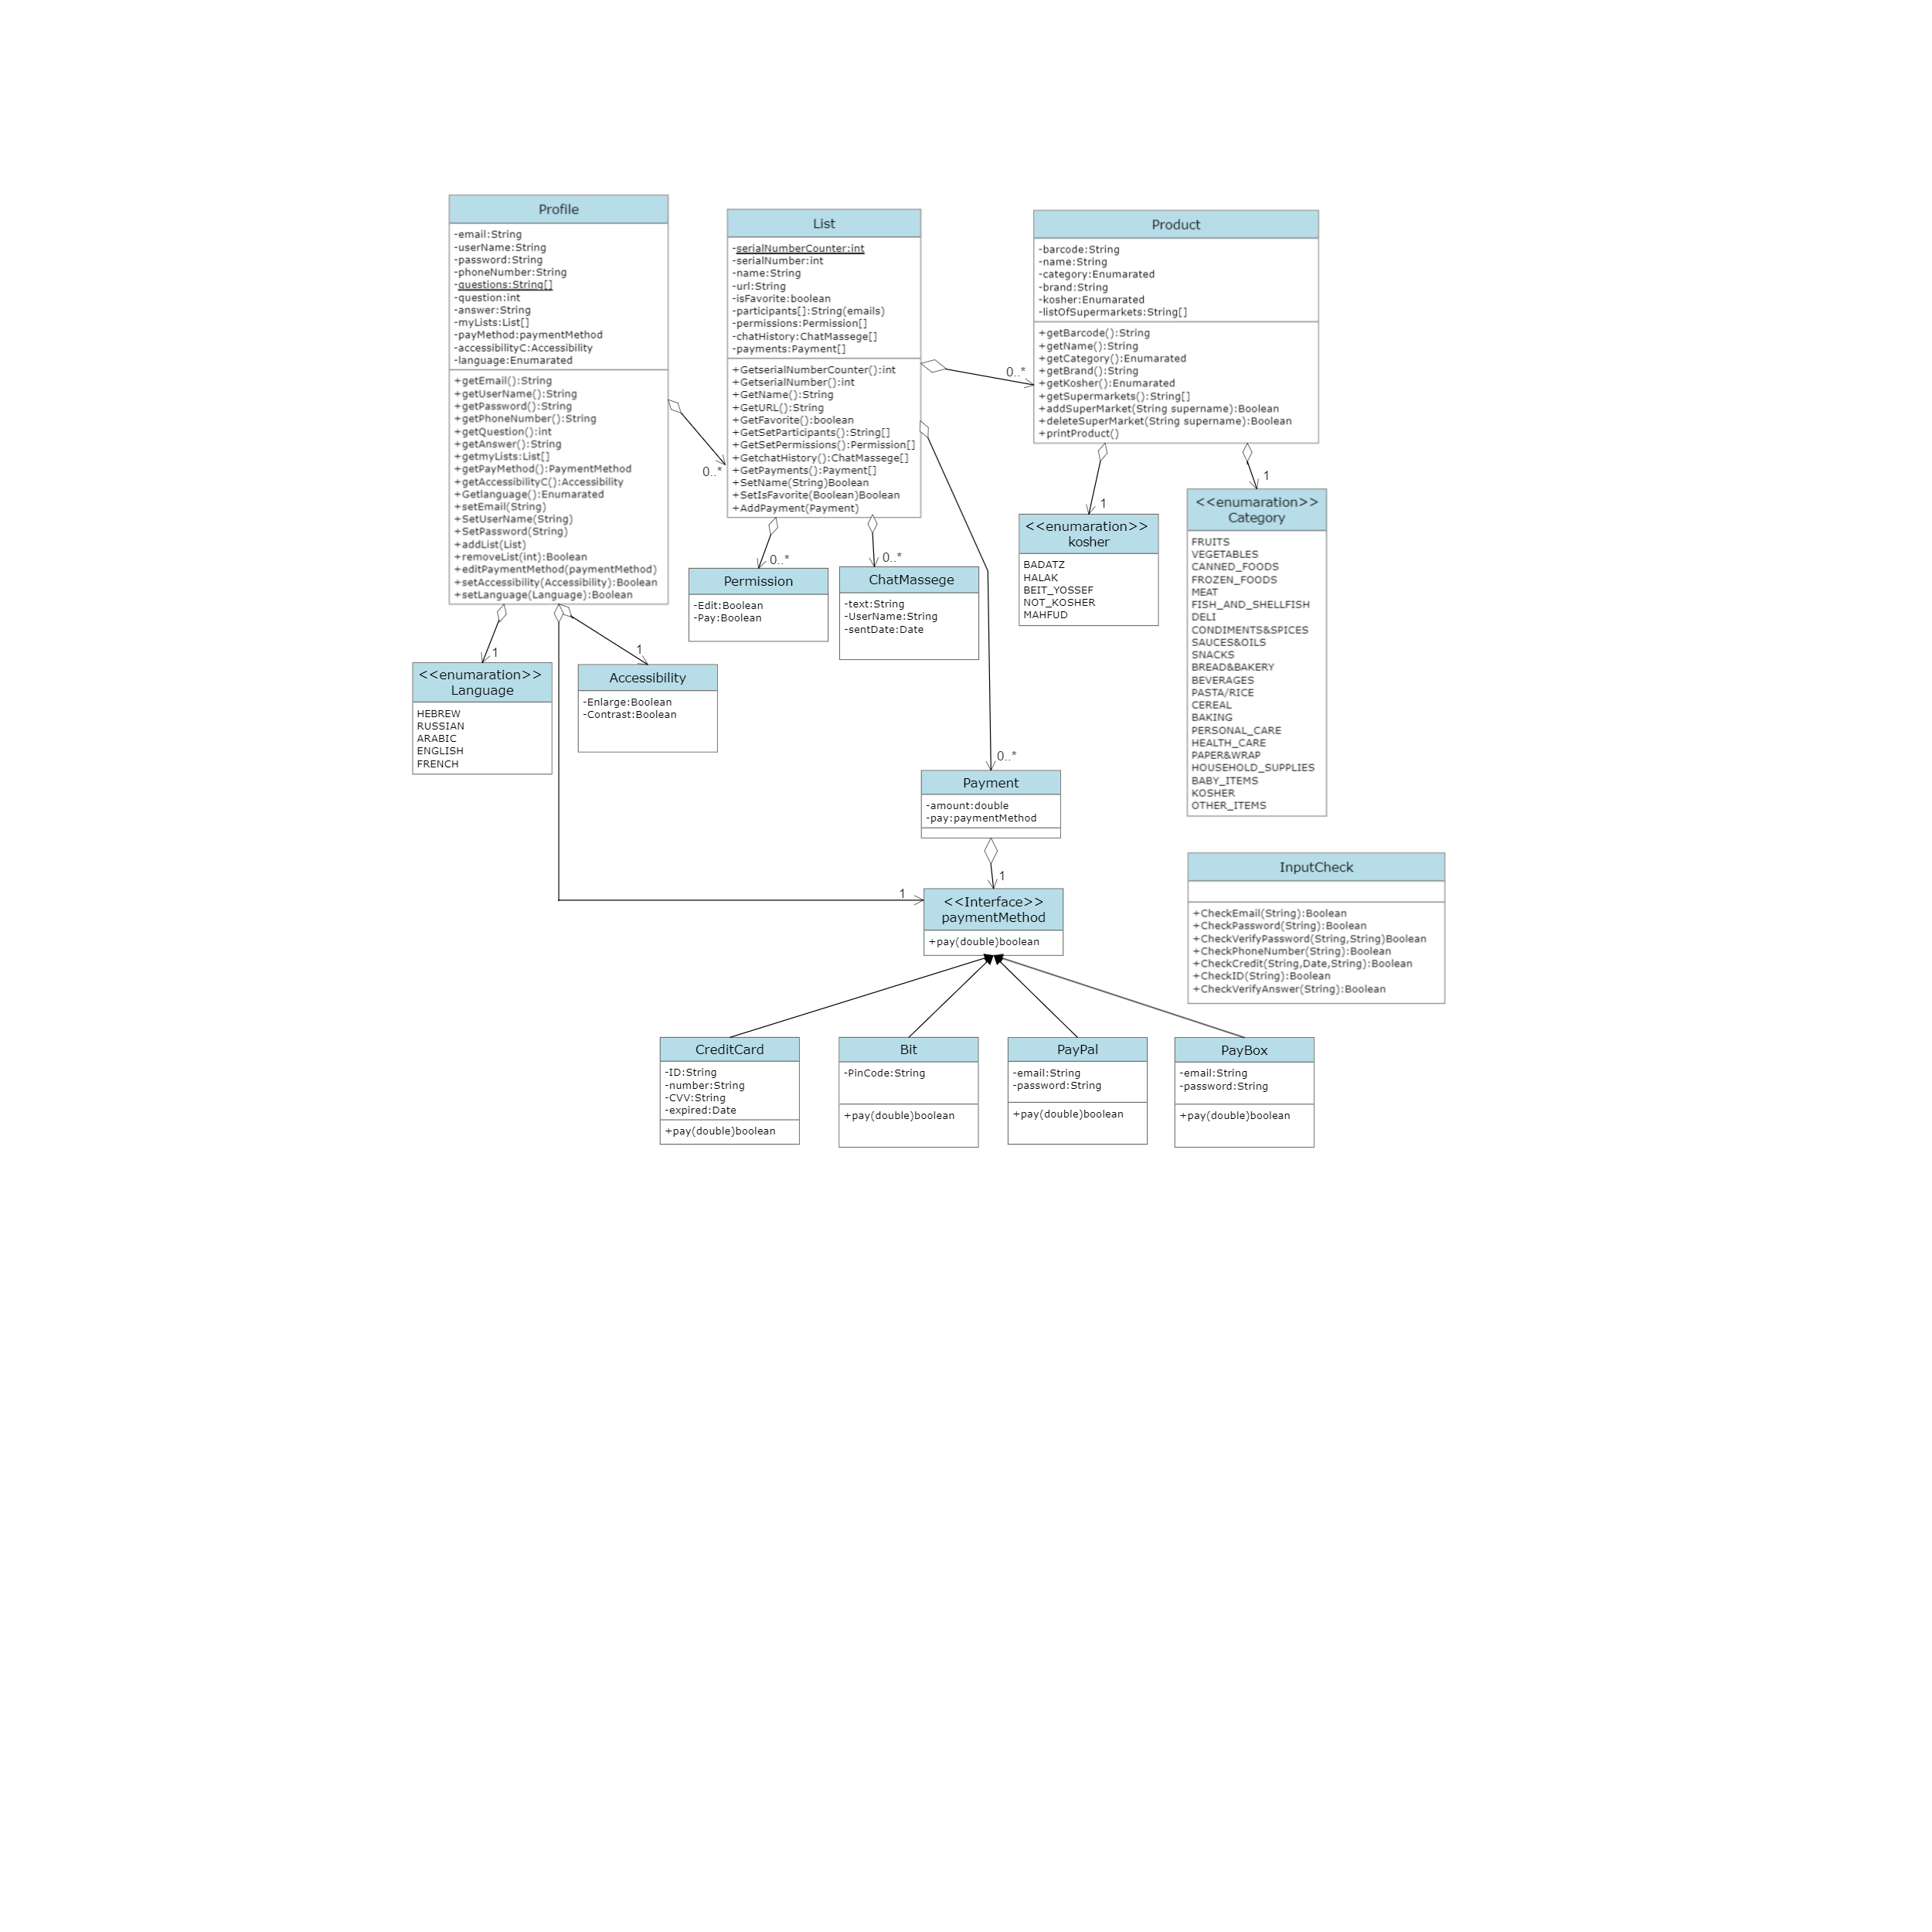 Profile
-email:String
-userName:String
-password:String
-phoneNumber:String
-questions:String[]
-question:int
-answer:String
-myLists:List[]
-payMethod:paymentMethod
-accessibilityC:Accessibility
-language:Enumarated
+getEmail():String
+getUserName():String
+getPassword():String
+getPhoneNumber():String
+getQuestion():int
+getAnswer():String
+getmyLists:List[]
+getPayMethod():PaymentMethod
+getAccessibilityC():Accessibility
+Getlanguage():Enumarated
+setEmail(String)
+SetUserName(String)
+SetPassword(String)
+addList(List)
+removeList(int):Boolean
+editPaymentMethod(paymentMethod)
+setAccessibility(Accessibility):Boolean
+setLanguage(Language):Boolean
List
-serialNumberCounter:int
-serialNumber:int
-name:String
-url:String
-isFavorite:boolean
-participants[]:String(emails)
-permissions:Permission[]
-chatHistory:ChatMassege[]
-payments:Payment[]
+GetserialNumberCounter():int
+GetserialNumber():int
+GetName():String
+GetURL():String
+GetFavorite():boolean
+GetSetParticipants():String[]
+GetSetPermissions():Permission[]
+GetchatHistory():ChatMassege[]
+GetPayments():Payment[]
+SetName(String)Boolean
+SetIsFavorite(Boolean)Boolean
+AddPayment(Payment)
Product
-barcode:String
-name:String
-category:Enumarated
-brand:String
-kosher:Enumarated
-listOfSupermarkets:String[]
+getBarcode():String
+getName():String
+getCategory():Enumarated
+getBrand():String
+getKosher():Enumarated
+getSupermarkets():String[]
+addSuperMarket(String supername):Boolean
+deleteSuperMarket(String supername):Boolean
+printProduct()
0..*
0..*
0..*
0..*
1
1
1
1
<<enumaration>>
kosher
BADATZ
HALAK
BEIT_YOSSEF
NOT_KOSHER
MAHFUD
<<enumaration>>
Category
FRUITS
VEGETABLES
CANNED_FOODS
FROZEN_FOODS
MEAT
FISH_AND_SHELLFISH
DELI
CONDIMENTS&SPICES
SAUCES&OILS
SNACKS
BREAD&BAKERY
BEVERAGES
PASTA/RICE
CEREAL
BAKING
PERSONAL_CARE
HEALTH_CARE
PAPER&WRAP
HOUSEHOLD_SUPPLIES
BABY_ITEMS
KOSHER
OTHER_ITEMS
Permission
-Edit:Boolean
-Pay:Boolean
ChatMassege
-text:String
-UserName:String
-sentDate:Date
<<enumaration>>
Language
HEBREW
RUSSIAN
ARABIC
ENGLISH
FRENCH
Accessibility
-Enlarge:Boolean
-Contrast:Boolean
0..*
Payment
-amount:double
-pay:paymentMethod
1
1
<<Interface>>
paymentMethod
+pay(double)boolean
InputCheck
+CheckEmail(String):Boolean
+CheckPassword(String):Boolean
+CheckVerifyPassword(String,String)Boolean
+CheckPhoneNumber(String):Boolean
+CheckCredit(String,Date,String):Boolean
+CheckID(String):Boolean
+CheckVerifyAnswer(String):Boolean
CreditCard
-ID:String
-number:String
-CVV:String
-expired:Date
+pay(double)boolean
Bit
-PinCode:String
+pay(double)boolean
PayPal
-email:String
-password:String
+pay(double)boolean
PayBox
-email:String
-password:String
+pay(double)boolean